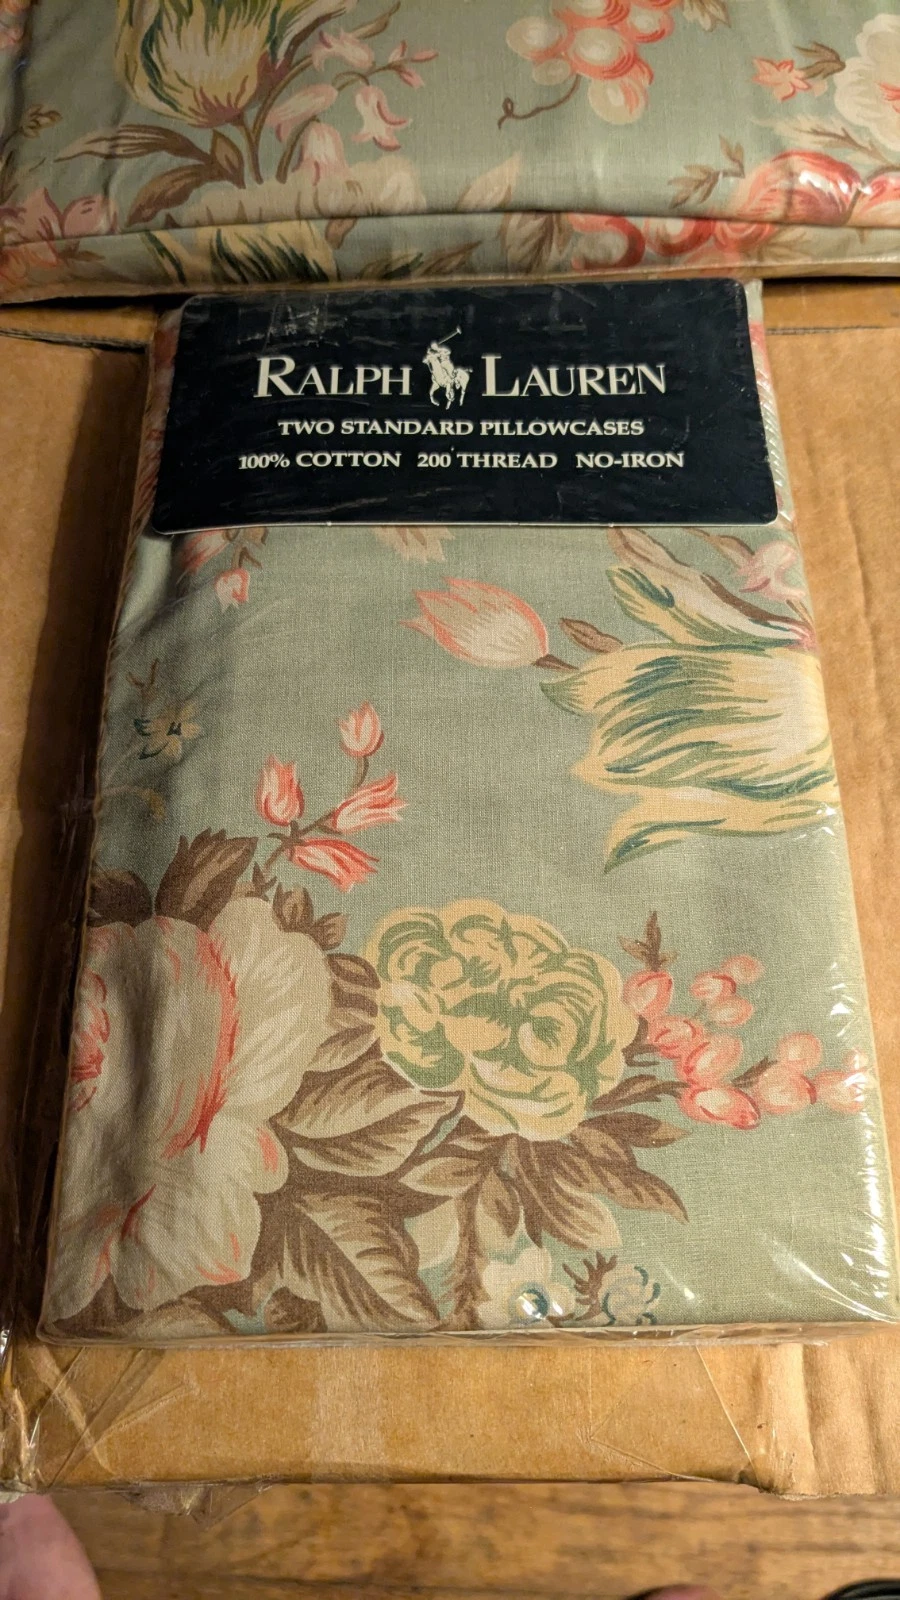 RALPH LAUREN
TWO STANDARD PILLOWCASES
100% COTTON 200 THREAD NO-IRON